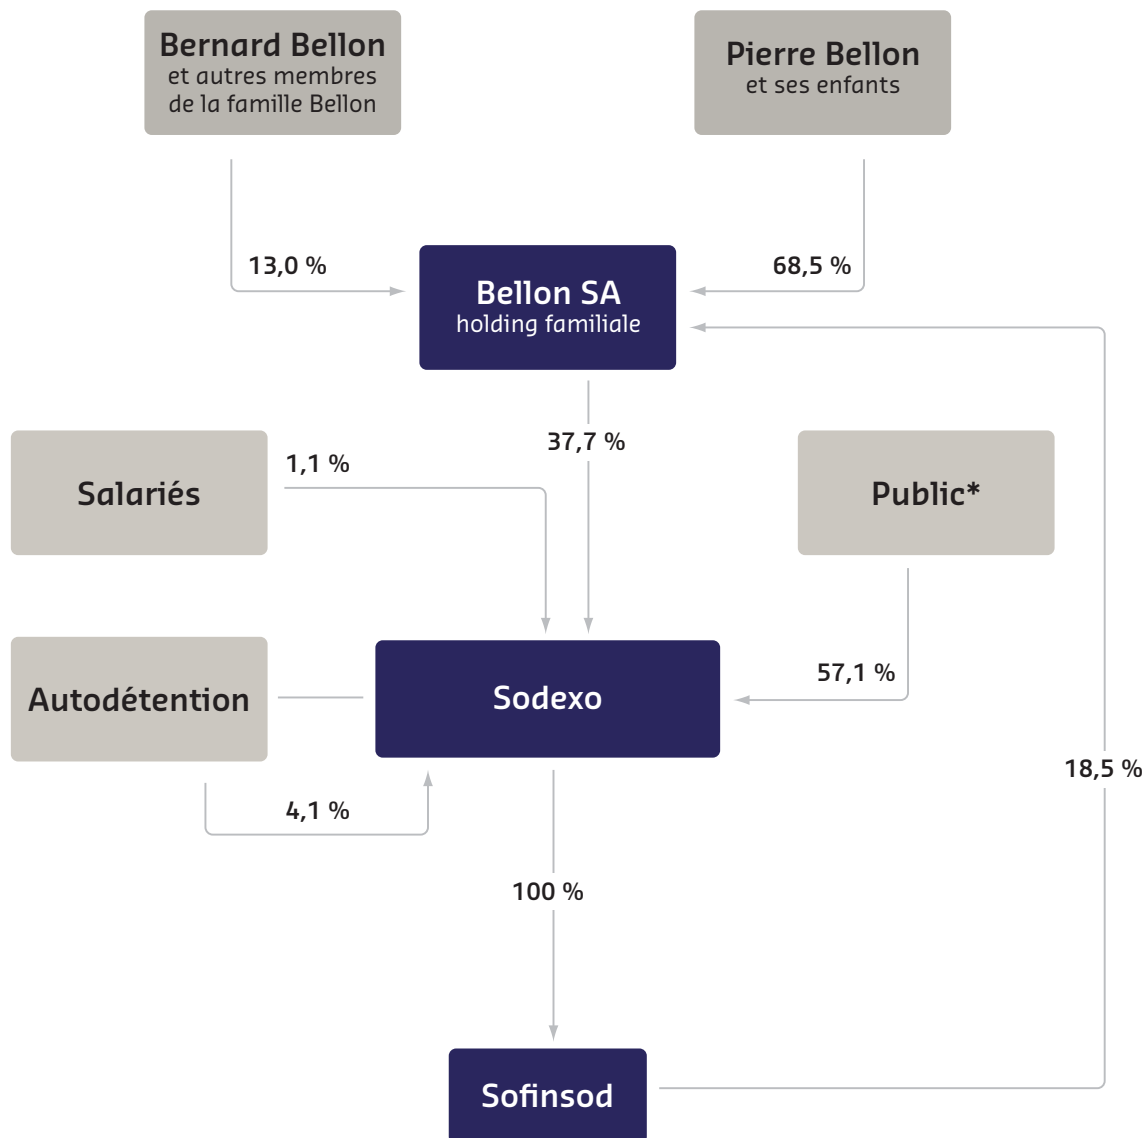 Bernard Bellon
et autres membres
de la famille Bellon
Pierre Bellon
et ses enfants
13,0 %
68,5 %
Bellon SA
holding familiale
37,7 %
1,1 %
Salariés
Public*
57,1 %
Autodétention
Sodexo
18,5 %
4,1 %
100 %
Sofinsod